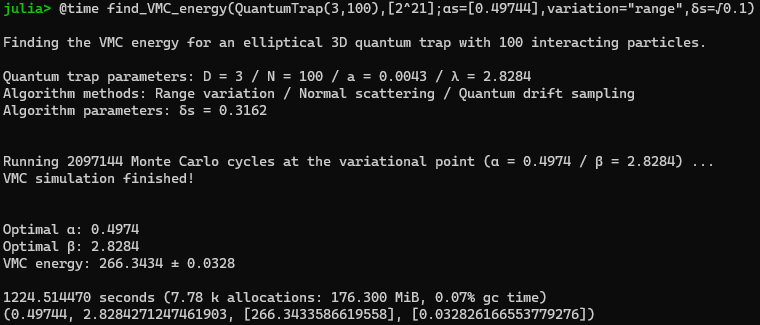 julia> @time find_VMC_energy(QuantumTrap(3,100),[2^21];αs=[0.49744],variation="range",δs=√0.1)
Finding the VMC energy for an elliptical 3D quantum trap with 100 interacting particles.
Quantum trap parameters: D = 3 / N = 100 / a = 0.0043 / λ = 2.8284
Algorithm methods: Range variation / Normal scattering / Quantum drift sampling
Algorithm parameters: δs = 0.3162
Running 2097144 Monte Carlo cycles at the variational point (α = 0.4974 / β = 2.8284) ...
VMC simulation finished!
Optimal α: 0.4974
Optimal β: 2.8284
VMC energy: 266.3434 ± 0.0328
1224.514470 seconds (7.78 k allocations: 176.300 MiB, 0.07% gc time)
(0.49744, 2.8284271247461903, [266.3433586619558], [0.032826166553779276])